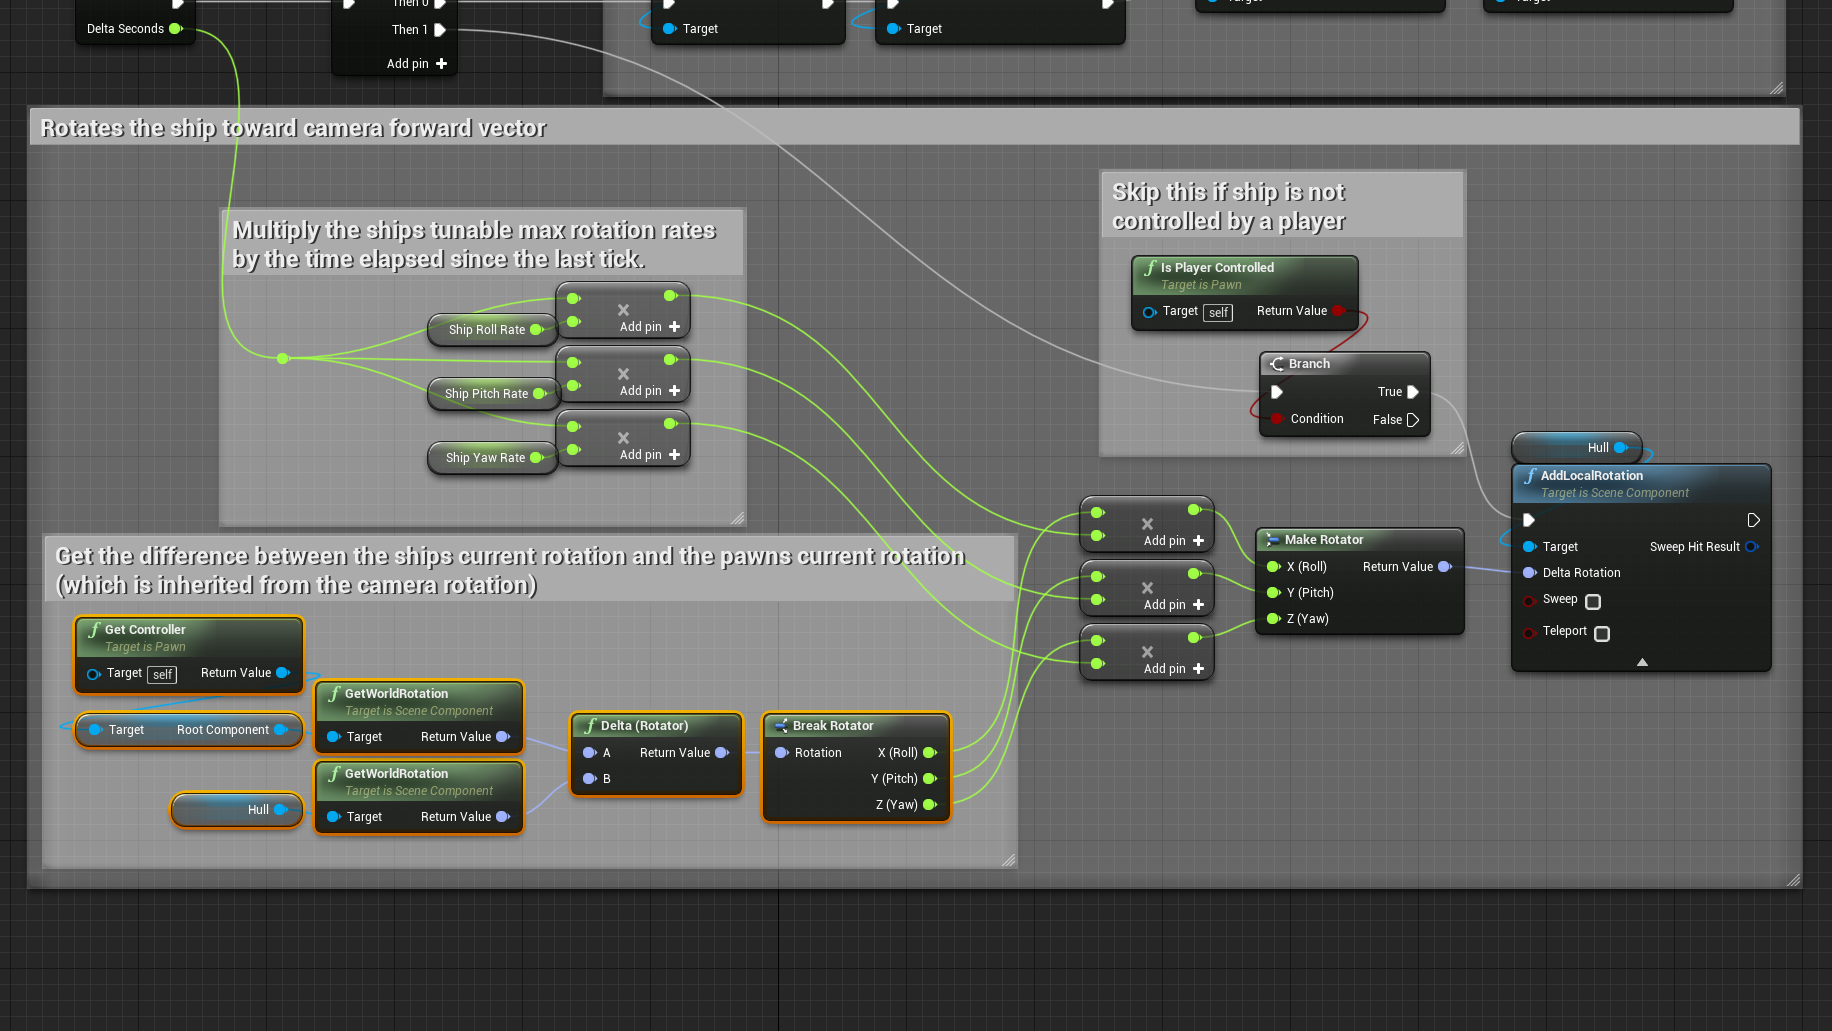 Then 0
Delta Seconds
Then 1
Add pin
Target
Target
Rotates the ship toward camera forward vector
Multiply the ships tunable max rotation rates
by the time elapsed since the last tick.
Add pin
Ship Roll Rate
Add pin
Ship Pitch Rate
Add pin
Ship Yaw Rate
Skip this if ship is not
controlled by a player
f Is Player Controlled
Target is Pawn
Target self Return Value
Branch
True
Condition False
Hull
f AddLocalRotation
Target is Scene Component
Target Sweep Hit Result
Delta Rotation
Sweep
Teleport
Add pin
Add pin
Add pin
Make Rotator
X (Roll) Return Value
Y (Pitch)
Z (Yaw)
Get the difference between the ships current rotation and the pawns current rotation
(which is inherited from the camera rotation)
f Get Controller
Target is Pawn
Target self Return Value
Target Root Component
f GetWorldRotation
Target is Scene Component
Target Return Value
f GetWorldRotation
Target is Scene Component
Target Return Value
Hull
f Delta (Rotator)
A Return Value
B
Break Rotator
Rotation X (Roll)
Y (Pitch)
Z (Yaw)